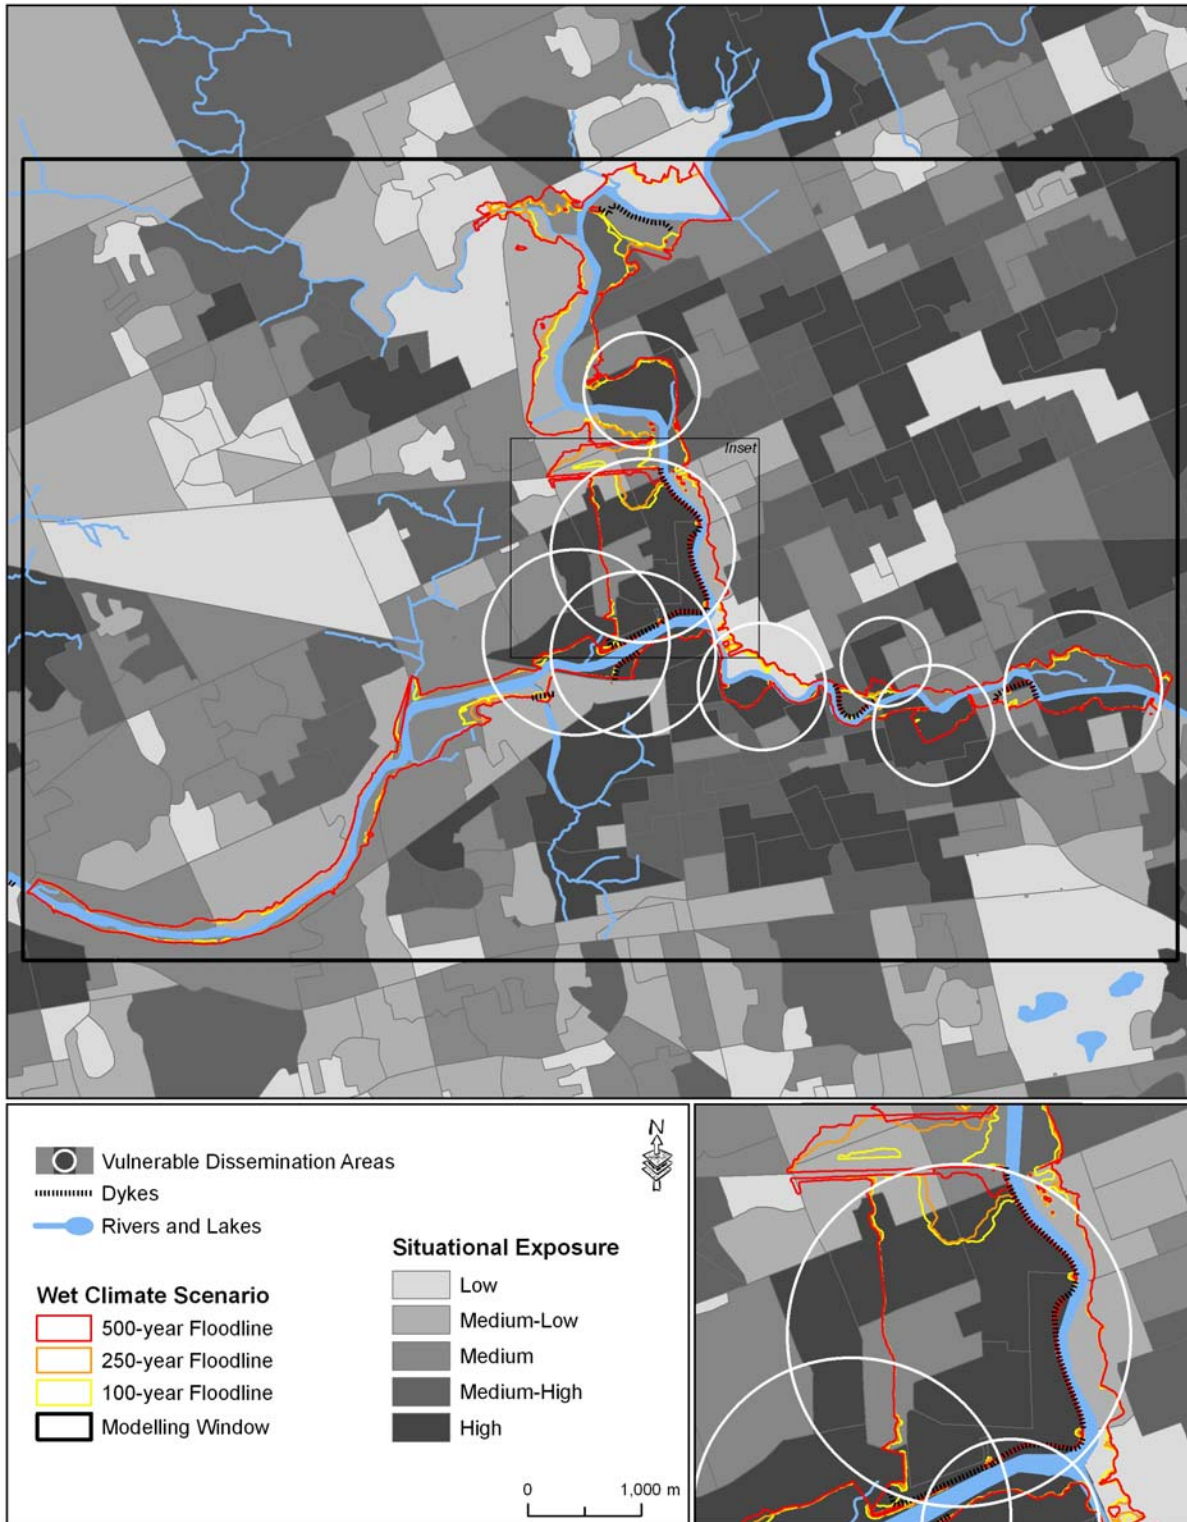 Inset
N
Vulnerable Dissemination Areas
Dykes
Rivers and Lakes
Wet Climate Scenario
500-year Floodline
250-year Floodline
100-year Floodline
Modelling Window
Situational Exposure
Low
Medium-Low
Medium
Medium-High
High
0 1,000 m